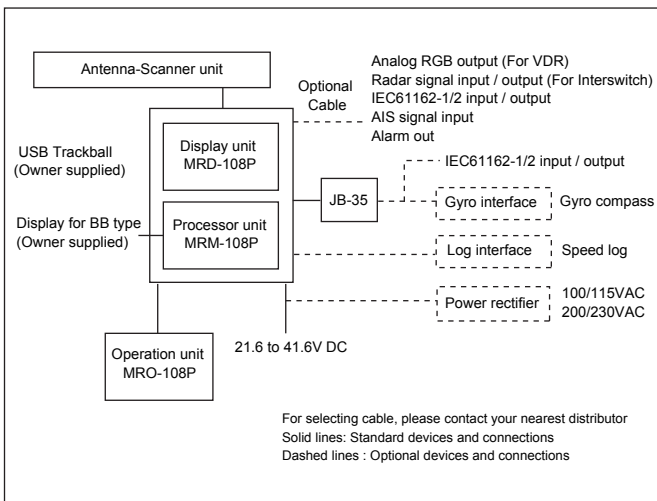 Antenna-Scanner unit
Optional
Cable
Analog RGB output (For VDR)
Radar signal input / output (For Interswitch)
IEC61162-1/2 input / output
AIS signal input
Alarm out
USB Trackball
(Owner supplied)
Display unit
MRD-108P
IEC61162-1/2 input / output
JB-35
Gyro interface
Gyro compass
Display for BB type
(Owner supplied)
Processor unit
MRM-108P
Log interface
Speed log
Power rectifier
100/115VAC
200/230VAC
Operation unit
MRO-108P
21.6 to 41.6V DC
For selecting cable, please contact your nearest distributor
Solid lines: Standard devices and connections
Dashed lines : Optional devices and connections